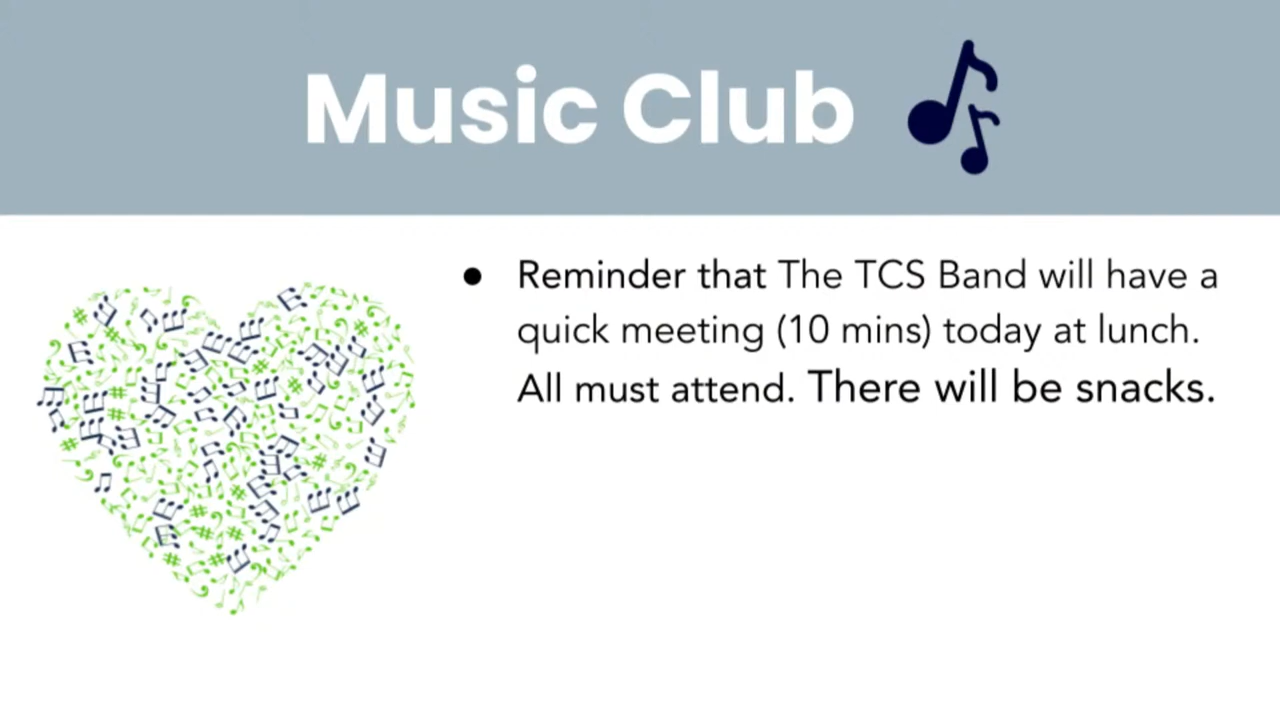 Music Club
● Reminder that The TCS Band will have a
quick meeting (10 mins) today at lunch.
All must attend. There will be snacks.